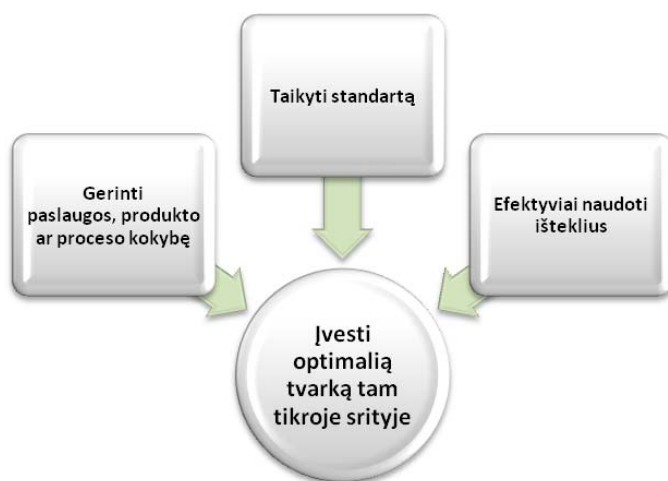 Taikyti standartą
Gerinti
paslaugos, produkto
ar proceso kokybę
Efektyviai naudoti
išteklius
Įvesti
optimalią
tvarką tam
tikroje srityje